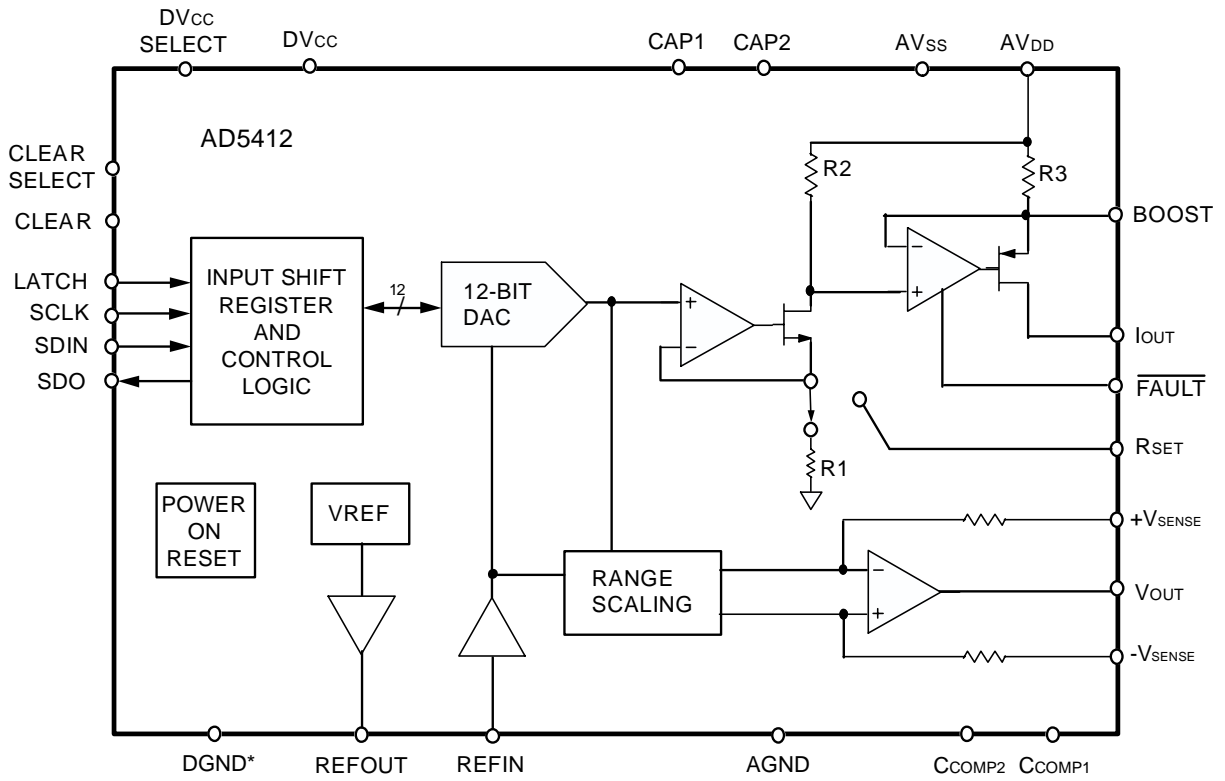 DVCC
SELECT
DVCC
CAP1
CAP2
AVSS
AVDD
AD5412
CLEAR
SELECT
CLEAR
LATCH
SCLK
SDIN
SDO
INPUT SHIFT
REGISTER
AND
CONTROL
LOGIC
12
12-BIT
DAC
+
−
R2
R3
R1
−
+
BOOST
IOUT
FAULT
RSET
POWER
ON
RESET
VREF
RANGE
SCALING
−
+
+VSENSE
VOUT
-VSENSE
DGND*
REFOUT
REFIN
AGND
CCOMP2
CCOMP1